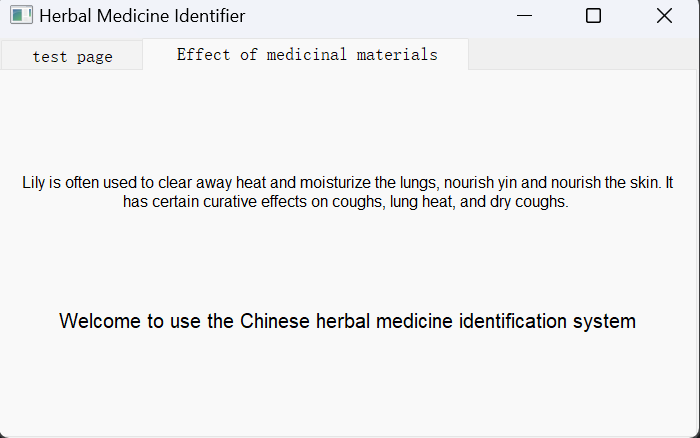 Herbal Medicine Identifier
test page
Effect of medicinal materials
Lily is often used to clear away heat and moisturize the lungs, nourish yin and nourish the skin. It
has certain curative effects on coughs, lung heat, and dry coughs.
Welcome to use the Chinese herbal medicine identification system